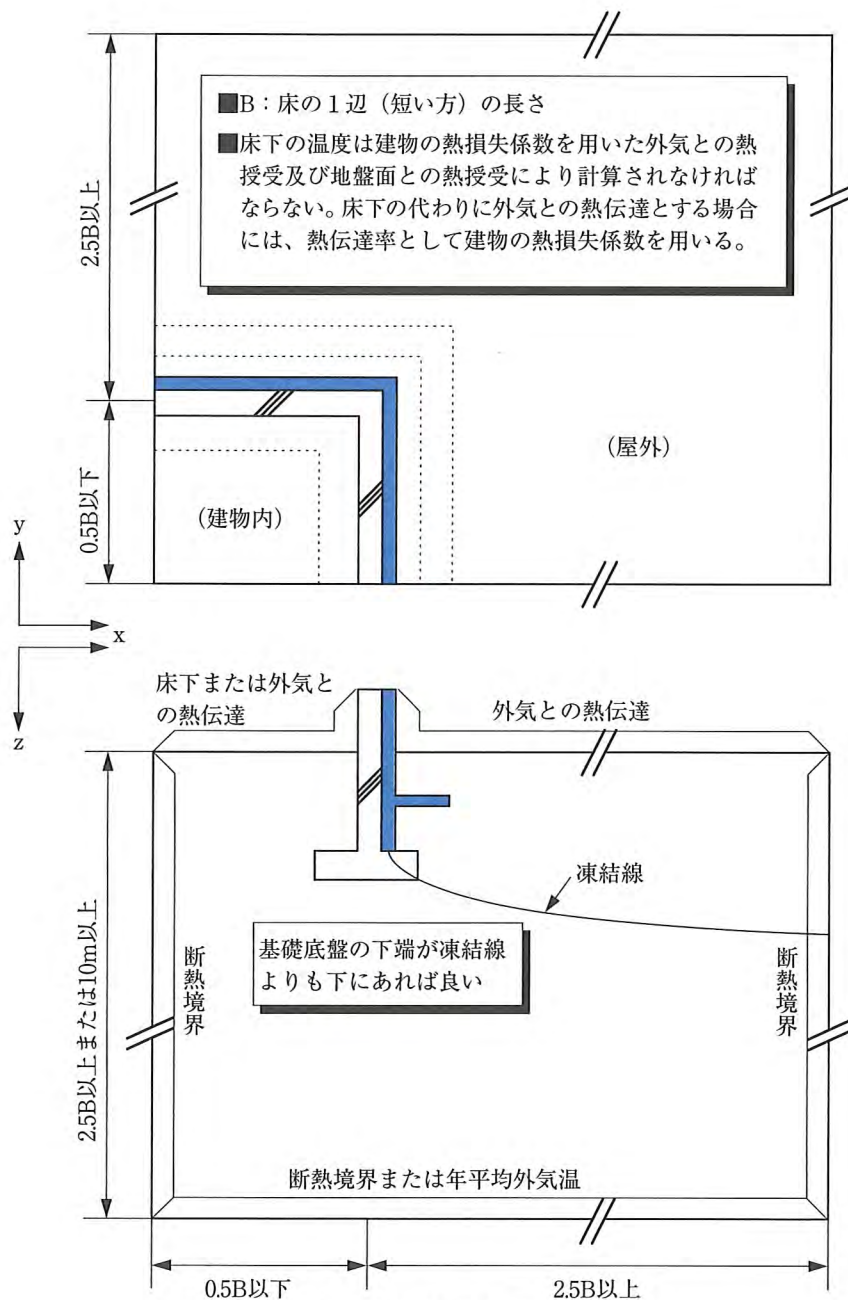 ■B：床の１辺（短い方）の長さ
■床下の温度は建物の熱損失係数を用いた外気との熱
授受及び地盤面との熱授受により計算されなければ
ならない。床下の代わりに外気との熱伝達とする場合
には、熱伝達率として建物の熱損失係数を用いる。
2.5B以上
0.5B以下
（屋外）
（建物内）
y
x
z
床下または外気と
の熱伝達
外気との熱伝達
凍結線
基礎底盤の下端が凍結線
よりも下にあれば良い
断熱境界
断熱境界
2.5B以上または10m以上
断熱境界または年平均外気温
0.5B以下
2.5B以上